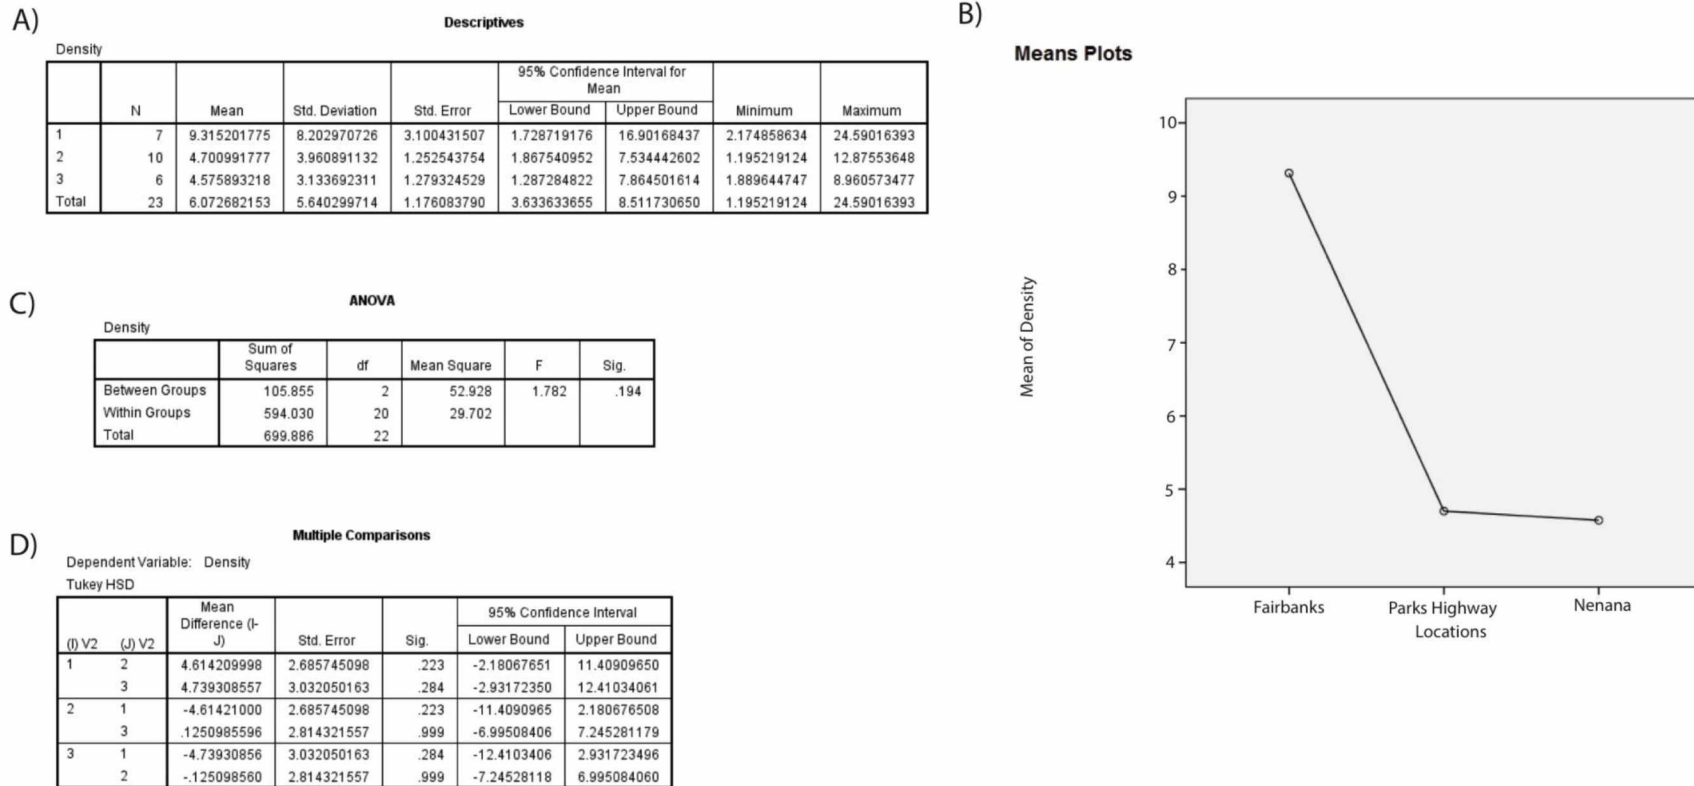 A)
Descriptives
Density
N Mean Std. Deviation Std. Error 95% Confidence Interval for Mean Minimum Maximum
Lower Bound Upper Bound
1 7 9.315201775 8.202970726 3.100431507 1.728719176 16.90168437 2.174858634 24.59016393
2 10 4.700991777 3.960891132 1.252543754 1.867540952 7.534442602 1.195219124 12.87553648
3 6 4.575893218 3.133692311 1.279324529 1.287284822 7.864501614 1.889644747 8.960573477
Total 23 6.072682153 5.640299714 1.176083790 3.633633655 8.511730650 1.195219124 24.59016393
B)
Means Plots
Mean of Density
10
9
8
7
6
5
4
Fairbanks Parks Highway Nenana
Locations
C)
ANOVA
Density
Sum of Squares df Mean Square F Sig.
Between Groups 105.855 2 52.928 1.782 .194
Within Groups 594.030 20 29.702
Total 699.886 22
D)
Multiple Comparisons
Dependent Variable: Density
Tukey HSD
(I) V2 (J) V2 Mean Difference (I-J) Std. Error Sig. 95% Confidence Interval
Lower Bound Upper Bound
1 2 4.614209998 2.685745098 .223 -2.18067651 11.40909650
3 4.739308557 3.032050163 .284 -2.93172350 12.41034061
2 1 -4.61421000 2.685745098 .223 -11.4090965 2.180676508
3 .1250985596 2.814321557 .999 -6.99508406 7.245281179
3 1 -4.73930856 3.032050163 .284 -12.4103406 2.931723496
2 -.125098560 2.814321557 .999 -7.24528118 6.995084060